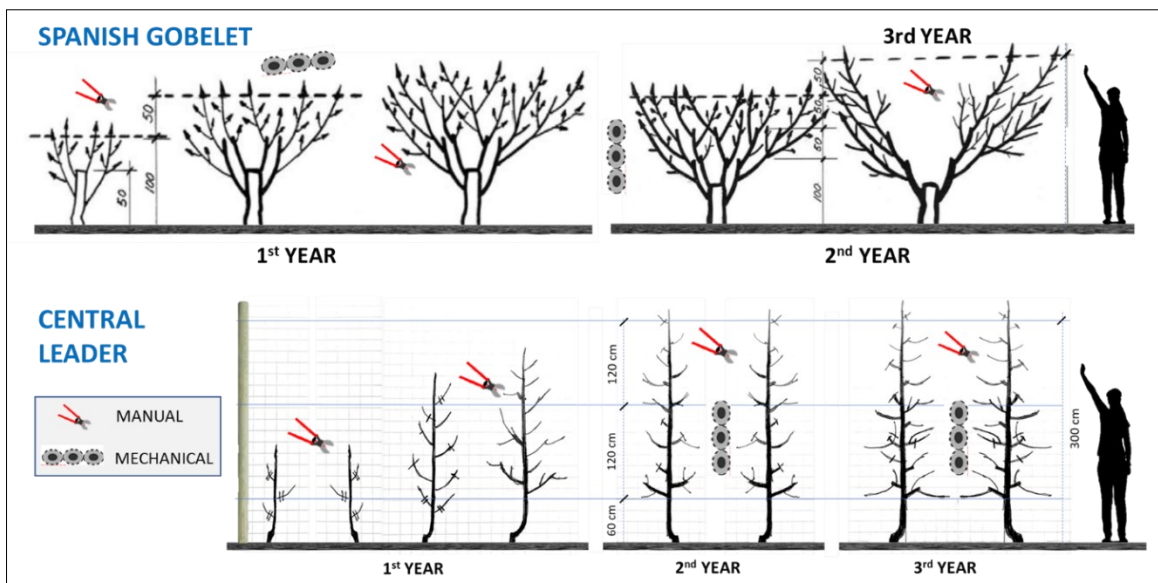 SPANISH GOBELET
3rd YEAR
50
100
50
50
50
50
100
1st YEAR
2nd YEAR
CENTRAL
LEADER
MANUAL
MECHANICAL
120 cm
120 cm
60 cm
300 cm
1st YEAR
2nd YEAR
3rd YEAR